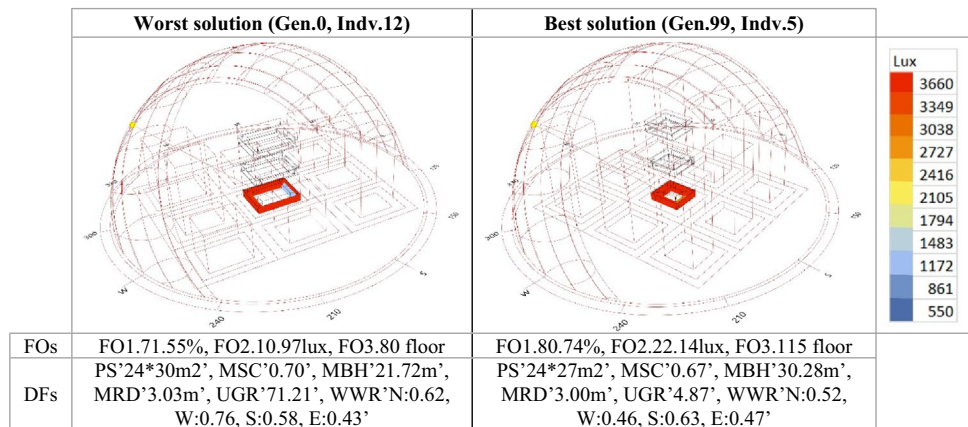 Worst solution (Gen.0, Indv.12)
Best solution (Gen.99, Indv.5)
Lux
3660
3349
3038
2727
2416
2105
1794
1483
1172
861
550
300
W
240
210
S
150
300
W
240
210
S
150
FOs
FO1.71.55%, FO2.10.97lux, FO3.80 floor
FO1.80.74%, FO2.22.14lux, FO3.115 floor
DFs
PS'24*30m2', MSC'0.70', MBH'21.72m',
MRD'3.03m', UGR'71.21', WWR'N:0.62,
W:0.76, S:0.58, E:0.43'
PS'24*27m2', MSC'0.67', MBH'30.28m',
MRD'3.00m', UGR'4.87', WWR'N:0.52,
W:0.46, S:0.63, E:0.47'